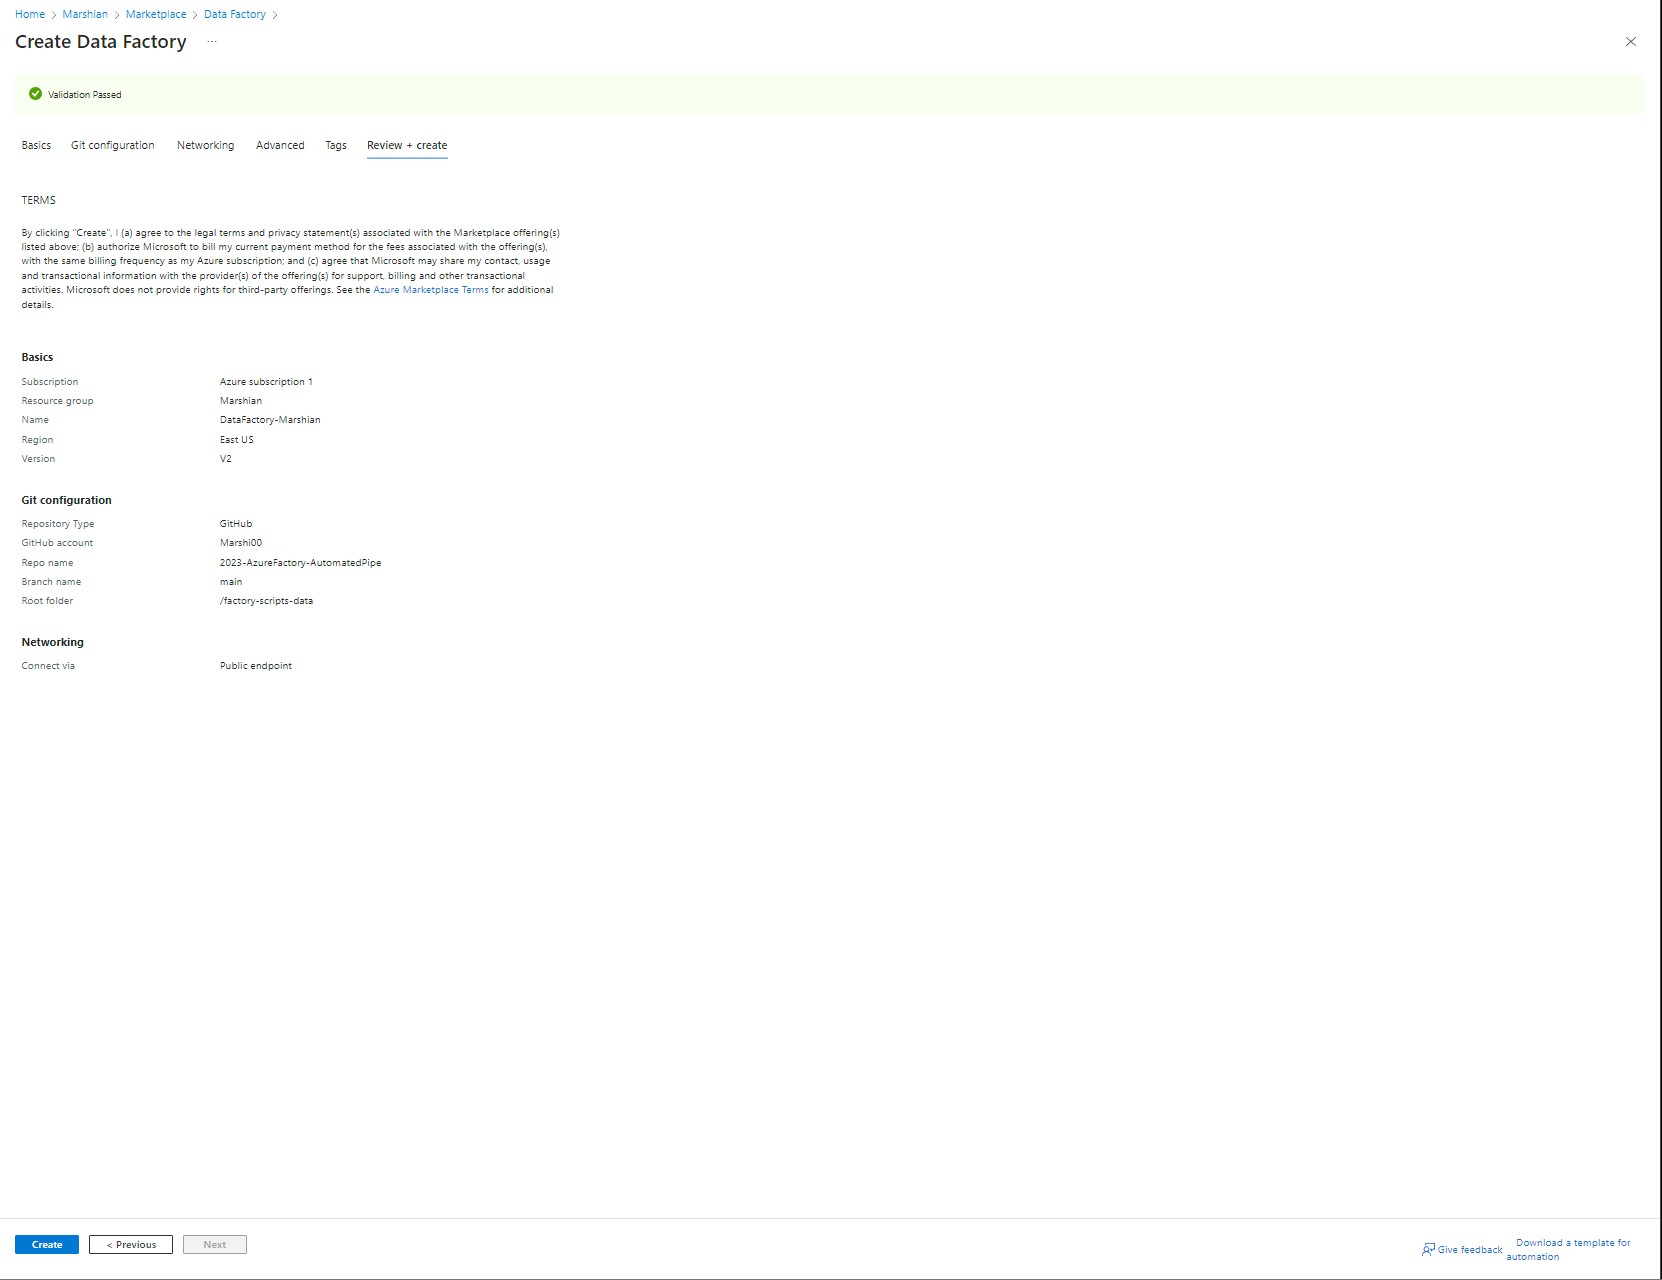 Home > Marshian > Marketplace > Data Factory >
Create Data Factory ...
Validation Passed
Basics Git configuration Networking Advanced Tags Review + create
TERMS
By clicking "Create", I (a) agree to the legal terms and privacy statement(s) associated with the Marketplace offering(s)
listed above; (b) authorize Microsoft to bill my current payment method for the fees associated with the offering(s),
with the same billing frequency as my Azure subscription; and (c) agree that Microsoft may share my contact, usage
and transactional information with the provider(s) of the offering(s) for support, billing and other transactional
activities. Microsoft does not provide rights for third-party offerings. See the Azure Marketplace Terms for additional
details.
Basics
Subscription Azure subscription 1
Resource group Marshian
Name DataFactory-Marshian
Region East US
Version V2
Git configuration
Repository Type GitHub
GitHub account Marshi00
Repo name 2023-AzureFactory-AutomatedPipe
Branch name main
Root folder /factory-scripts-data
Networking
Connect via Public endpoint
Create < Previous Next
Give feedback
Download a template for
automation